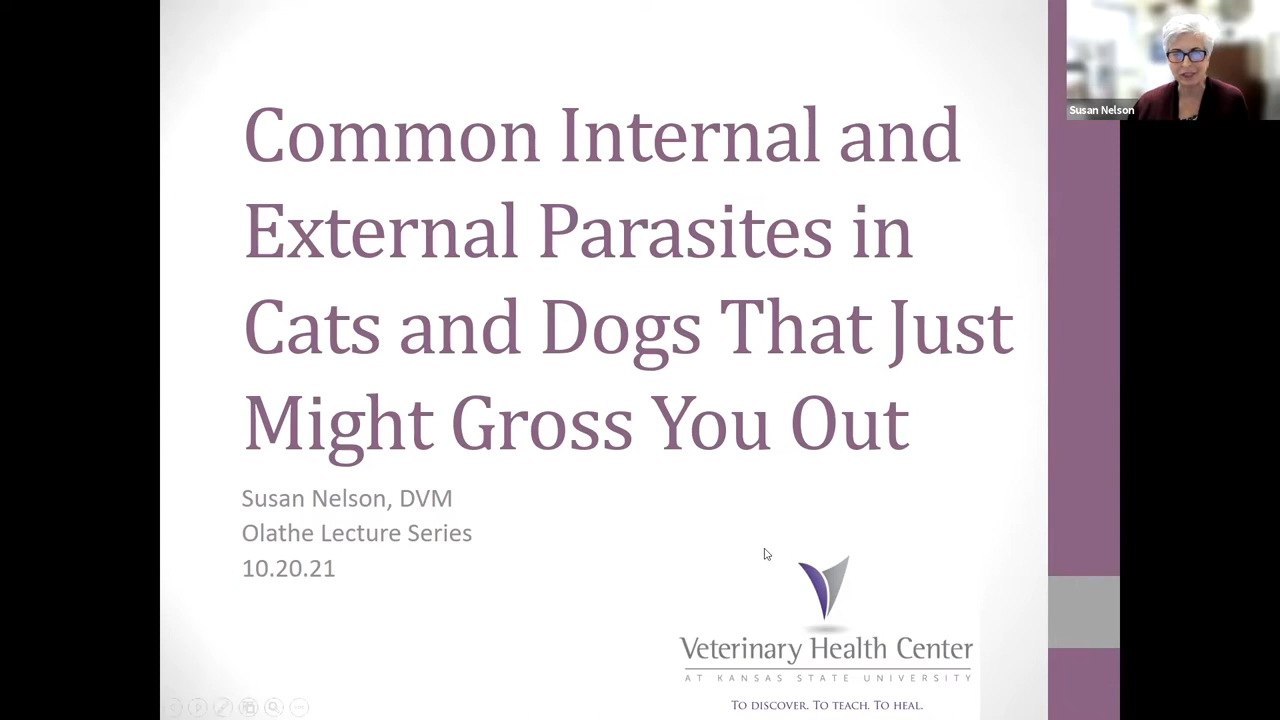 Common Internal and
External Parasites in
Cats and Dogs That Just
Might Gross You Out
Susan Nelson, DVM
Olathe Lecture Series
10.20.21
Veterinary Health Center
AT KANSAS STATE UNIVERSITY
TO DISCOVER. TO TEACH. TO HEAL.
Susan Nelson